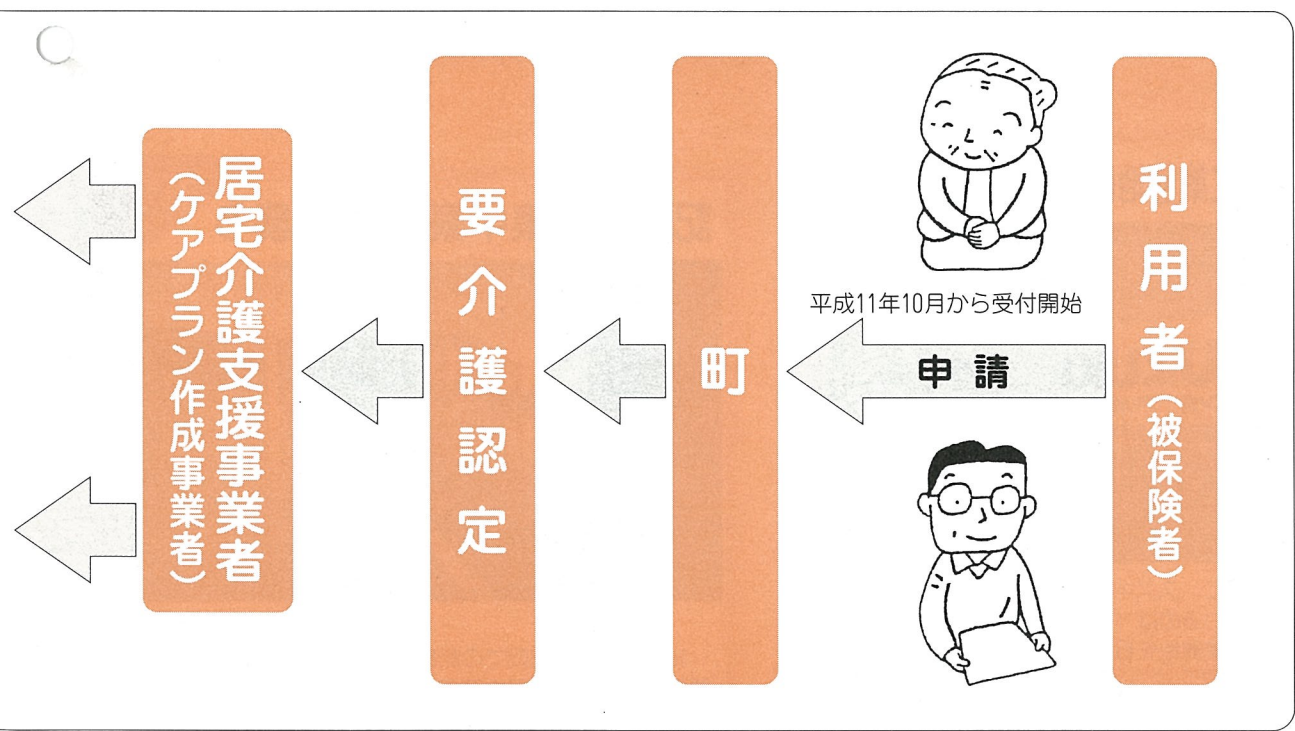 利用者（被保険者）
平成11年10月から受付開始
申請
町
要介護認定
居宅介護支援事業者
（ケアプラン作成事業者）